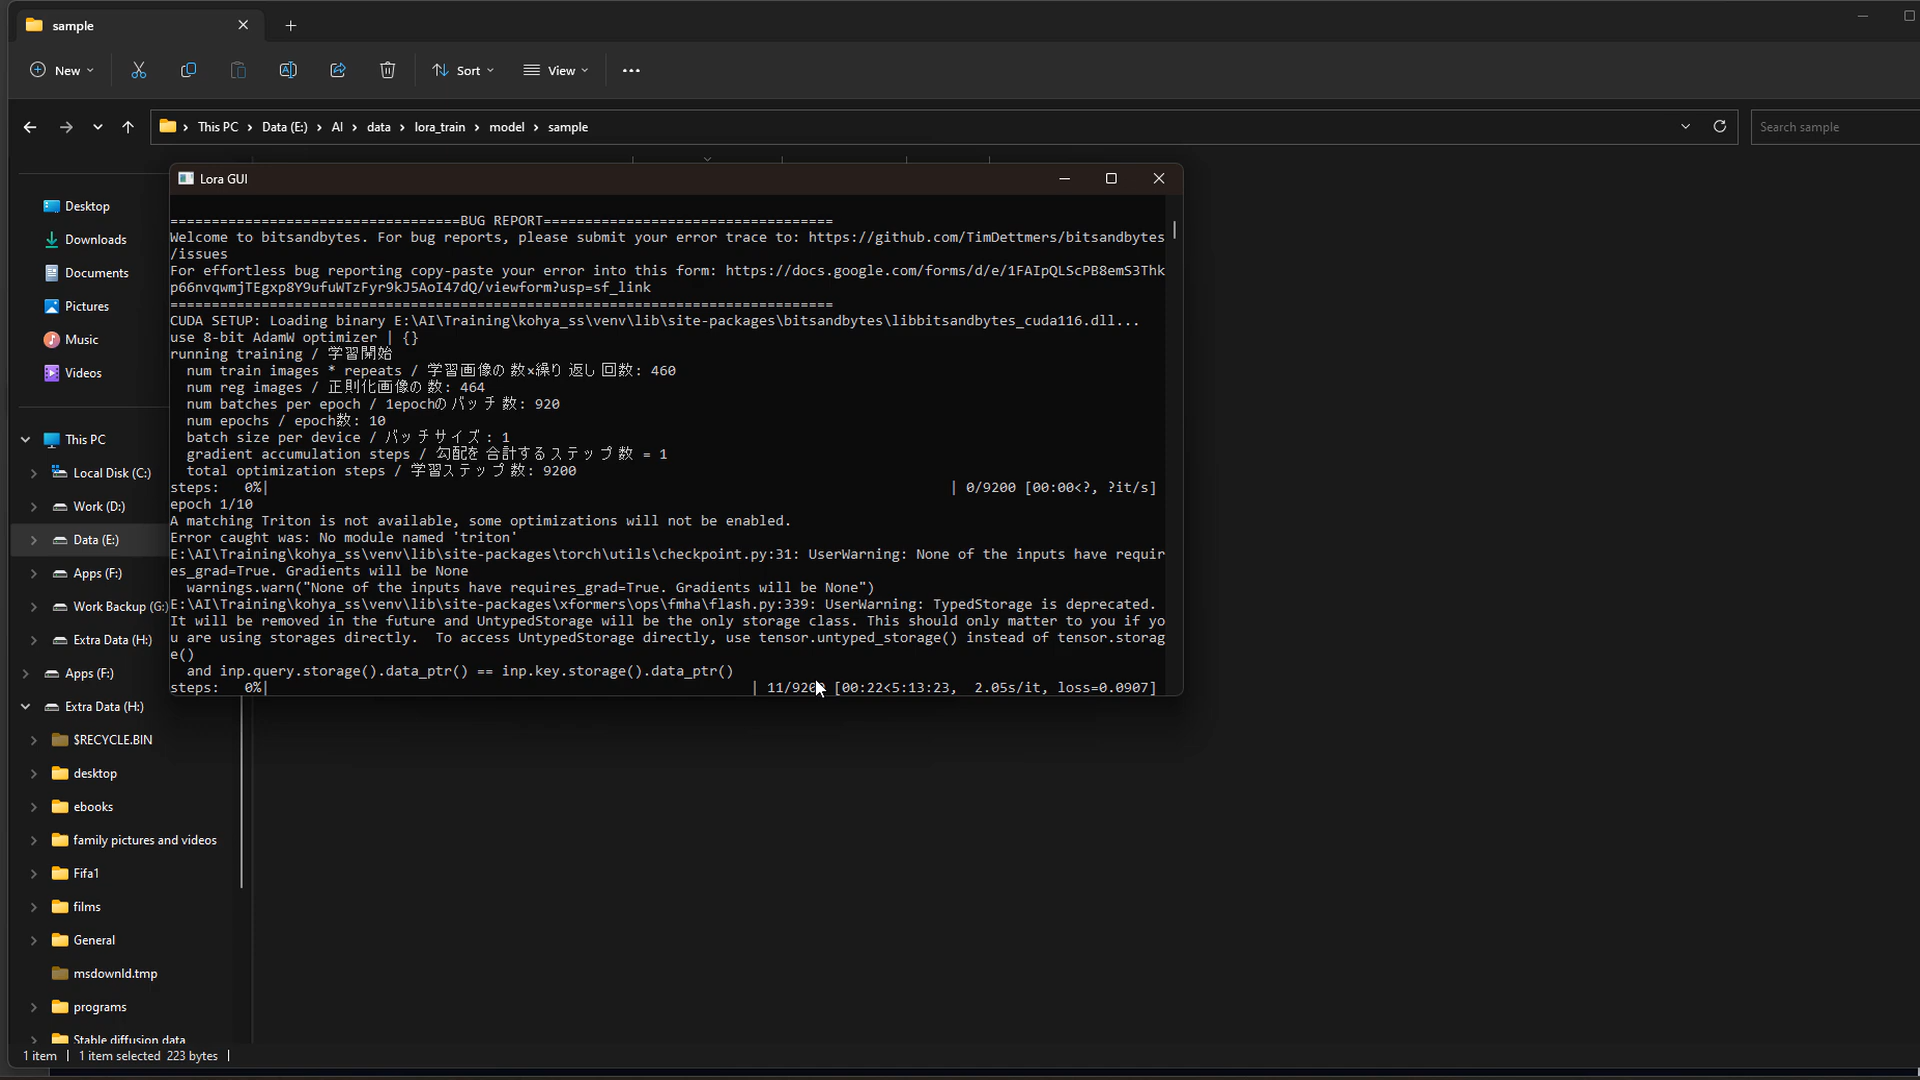 sample
New
Sort
View
This PC
Data (E:)
AI
data
lora_train
model
sample
Search sample
Desktop
Downloads
Documents
Pictures
Music
Videos
This PC
Local Disk (C:)
Work (D:)
Data (E:)
Apps (F:)
Work Backup (G:)
Extra Data (H:)
Apps (F:)
Extra Data (H:)
$RECYCLE.BIN
desktop
ebooks
family pictures and videos
Fifa1
films
General
msdownld.tmp
programs
Stable diffusion data
Lora GUI
===================================BUG REPORT===================================
Welcome to bitsandbytes. For bug reports, please submit your error trace to: https://github.com/TimDettmers/bitsandbytes
/issues
For effortless bug reporting copy-paste your error into this form: https://docs.google.com/forms/d/e/1FAIpQLScPB8emS3Thk
p66nvqwmjTEgxp8Y9ufuWTzFyr9kJ5AoI47dQ/viewform?usp=sf_link
================================================================================
CUDA SETUP: Loading binary E:\AI\Training\kohya_ss\venv\lib\site-packages\bitsandbytes\libbitsandbytes_cuda116.dll...
use 8-bit AdamW optimizer | {}
running training / 学習開始
num train images * repeats / 学習画像の数×繰り返し回数: 460
num reg images / 正則化画像の数: 464
num batches per epoch / 1epochのバッチ数: 920
num epochs / epoch数: 10
batch size per device / バッチサイズ: 1
gradient accumulation steps / 勾配を合計するステップ数 = 1
total optimization steps / 学習ステップ数: 9200
steps:   0%| | 0/9200 [00:00<?, ?it/s]
epoch 1/10
A matching Triton is not available, some optimizations will not be enabled.
Error caught was: No module named 'triton'
E:\AI\Training\kohya_ss\venv\lib\site-packages\torch\utils\checkpoint.py:31: UserWarning: None of the inputs have requir
es_grad=True. Gradients will be None
warnings.warn("None of the inputs have requires_grad=True. Gradients will be None")
E:\AI\Training\kohya_ss\venv\lib\site-packages\xformers\ops\fmha\flash.py:339: UserWarning: TypedStorage is deprecated.
It will be removed in the future and UntypedStorage will be the only storage class. This should only matter to you if yo
u are using storages directly.  To access UntypedStorage directly, use tensor.untyped_storage() instead of tensor.storag
e()
and inp.query.storage().data_ptr() == inp.key.storage().data_ptr()
steps:   0%| | 11/9200 [00:22<5:13:23,  2.05s/it, loss=0.0907]
1 item
1 item selected 223 bytes